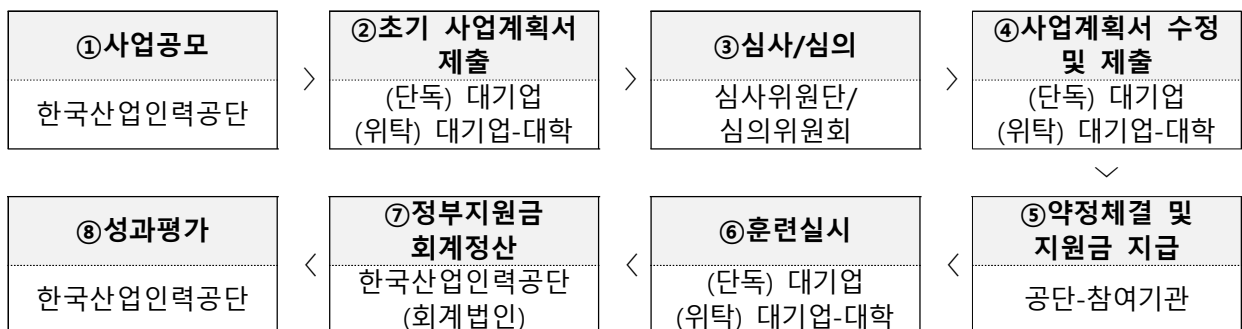 ①사업공모
한국산업인력공단
〉
②초기 사업계획서
제출
(단독) 대기업
(위탁) 대기업-대학
〉
③심사/심의
심사위원단/
심의위원회
〉
④사업계획서 수정
및 제출
(단독) 대기업
(위탁) 대기업-대학
⑤약정체결 및
지원금 지급
공단-참여기관
〈
⑥훈련실시
(단독) 대기업
(위탁) 대기업-대학
〈
⑦정부지원금
회계정산
한국산업인력공단
(회계법인)
〈
⑧성과평가
한국산업인력공단